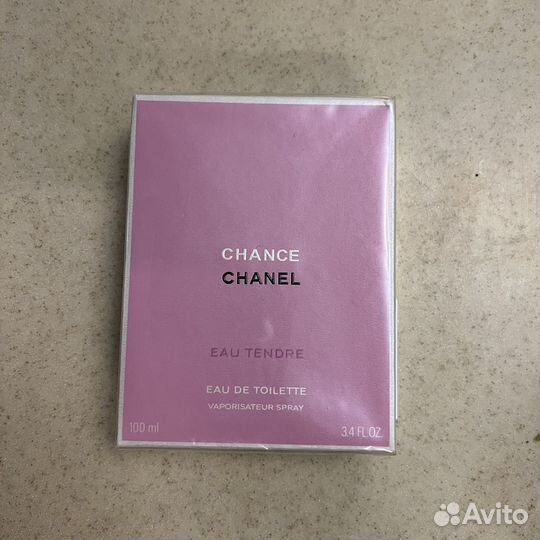 CHANCE
CHANEL
EAU TENDRE
EAU DE TOILETTE
VAPORISATEUR SPRAY
100 ml
3.4 FL.OZ.
Avito